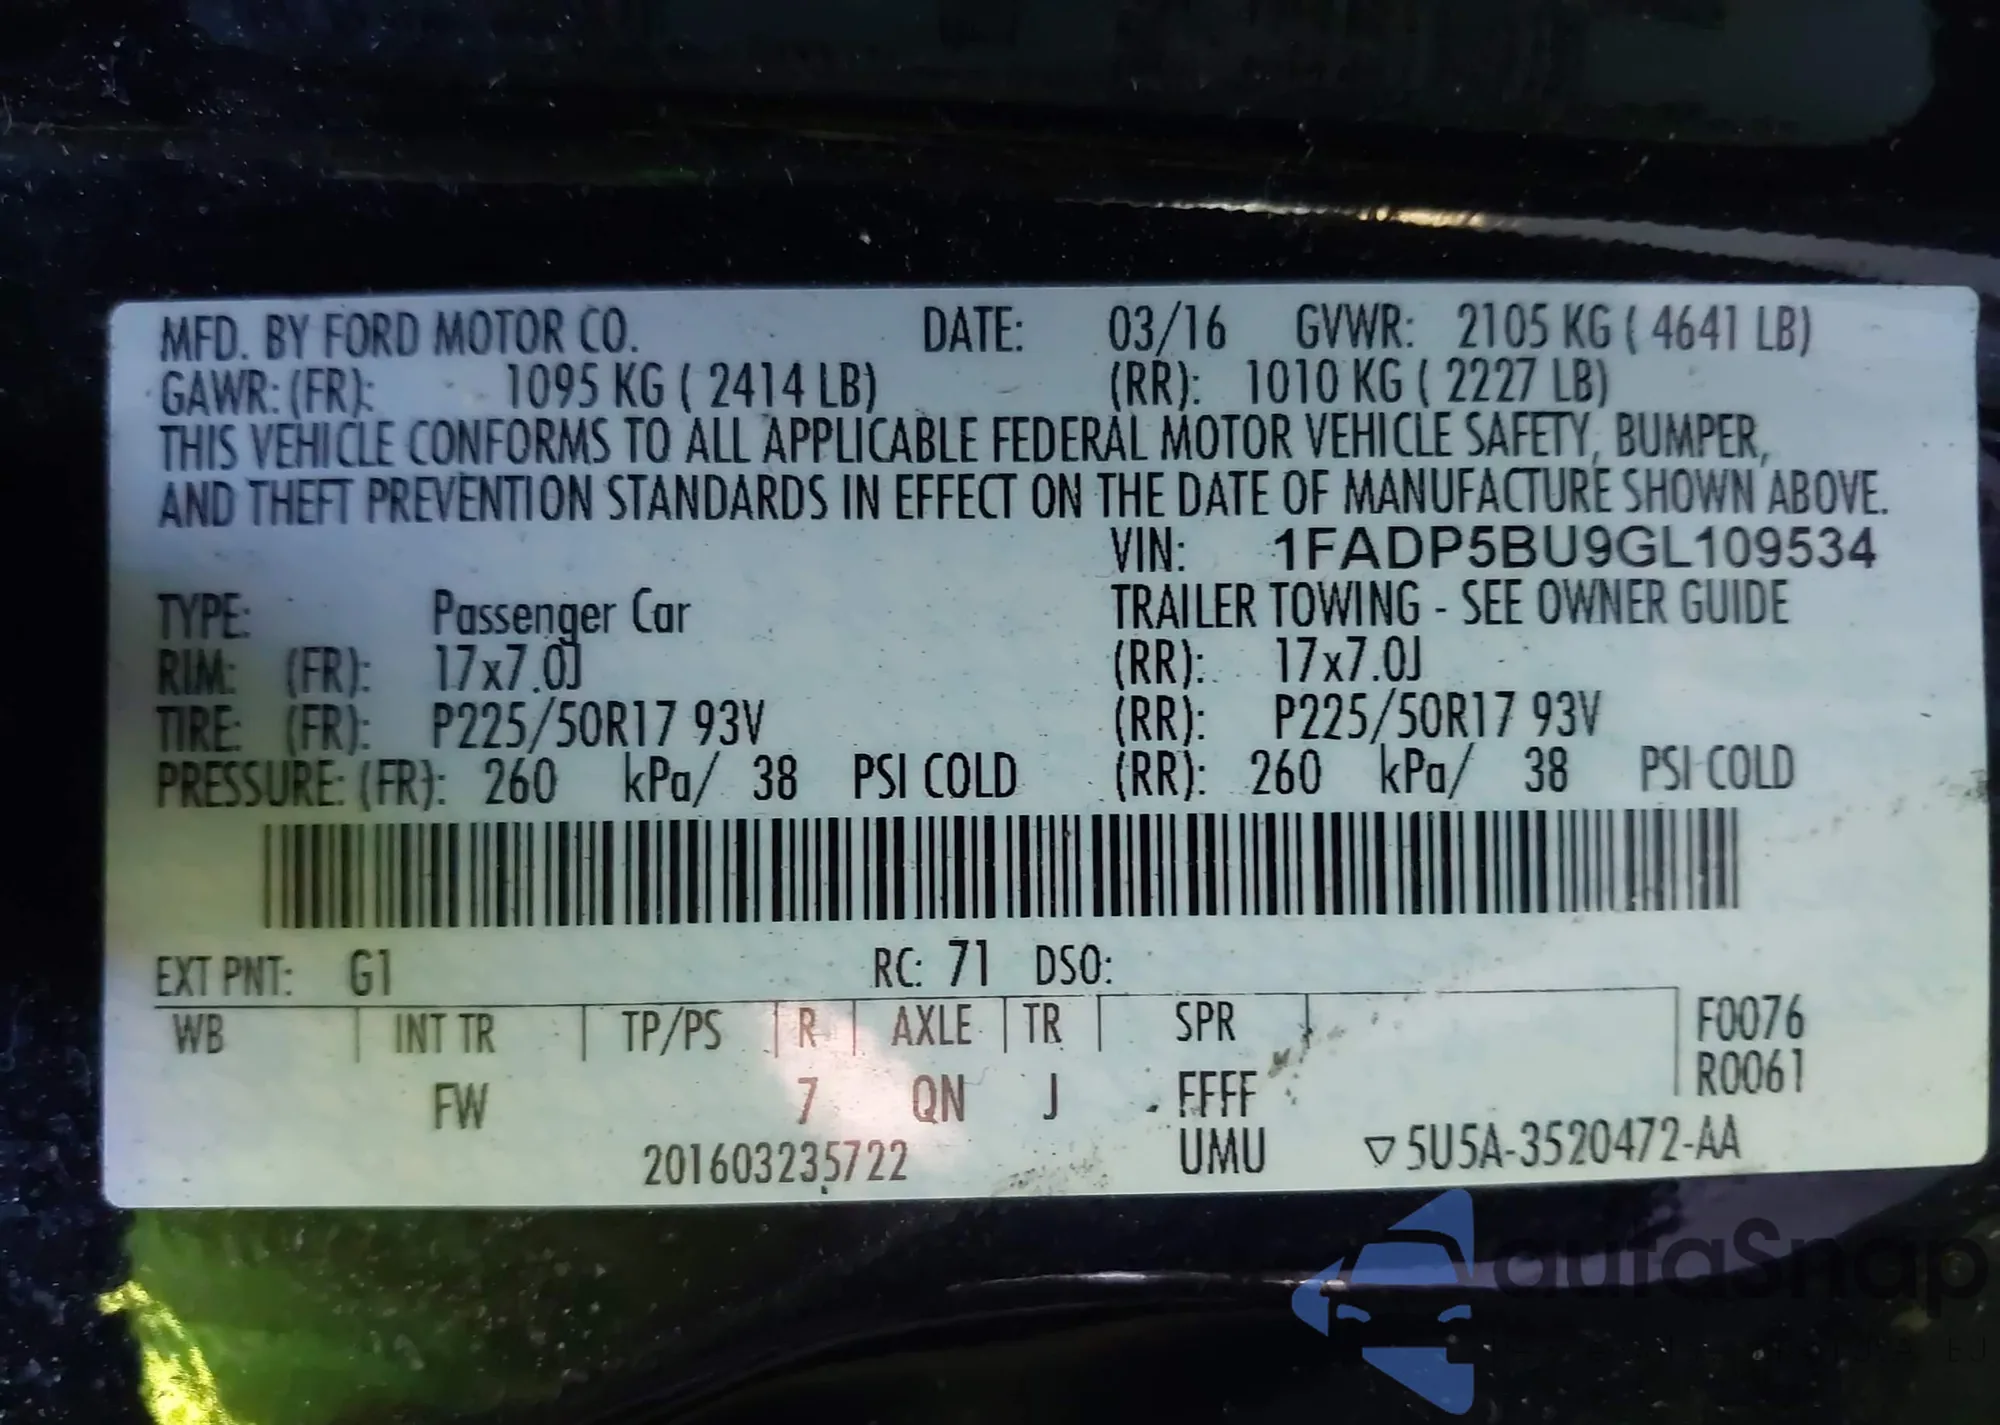 MFD. BY FORD MOTOR CO. DATE: 03/16 GVWR: 2105 KG ( 4641 LB)
GAWR: (FR): 1095 KG ( 2414 LB) (RR): 1010 KG ( 2227 LB)
THIS VEHICLE CONFORMS TO ALL APPLICABLE FEDERAL MOTOR VEHICLE SAFETY, BUMPER,
AND THEFT PREVENTION STANDARDS IN EFFECT ON THE DATE OF MANUFACTURE SHOWN ABOVE.
VIN: 1FADP5BU9GL109534
TYPE: Passenger Car TRAILER TOWING - SEE OWNER GUIDE
RIM: (FR): 17x7.0J (RR): 17x7.0J
TIRE: (FR): P225/50R17 93V (RR): P225/50R17 93V
PRESSURE: (FR): 260 kPa/ 38 PSI COLD (RR): 260 kPa/ 38 PSI COLD
EXT PNT: G1 RC: 71 DSO:
WB INT TR TP/PS R AXLE TR SPR F0076
R0061
FW 7 QN J FFFF
201603235722 UMU ▽5U5A-3520472-AA
autaSnap